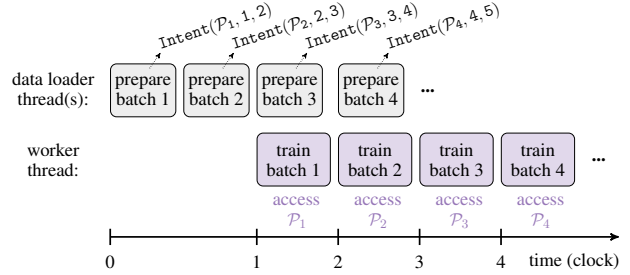 Intent(𝒫₁, 1, 2)
Intent(𝒫₂, 2, 3)
Intent(𝒫₃, 3, 4)
Intent(𝒫₄, 4, 5)
data loader
thread(s):
prepare
batch 1
prepare
batch 2
prepare
batch 3
prepare
batch 4
...
worker
thread:
train
batch 1
train
batch 2
train
batch 3
train
batch 4
...
access
𝒫₁
access
𝒫₂
access
𝒫₃
access
𝒫₄
0 1 2 3 4 time (clock)